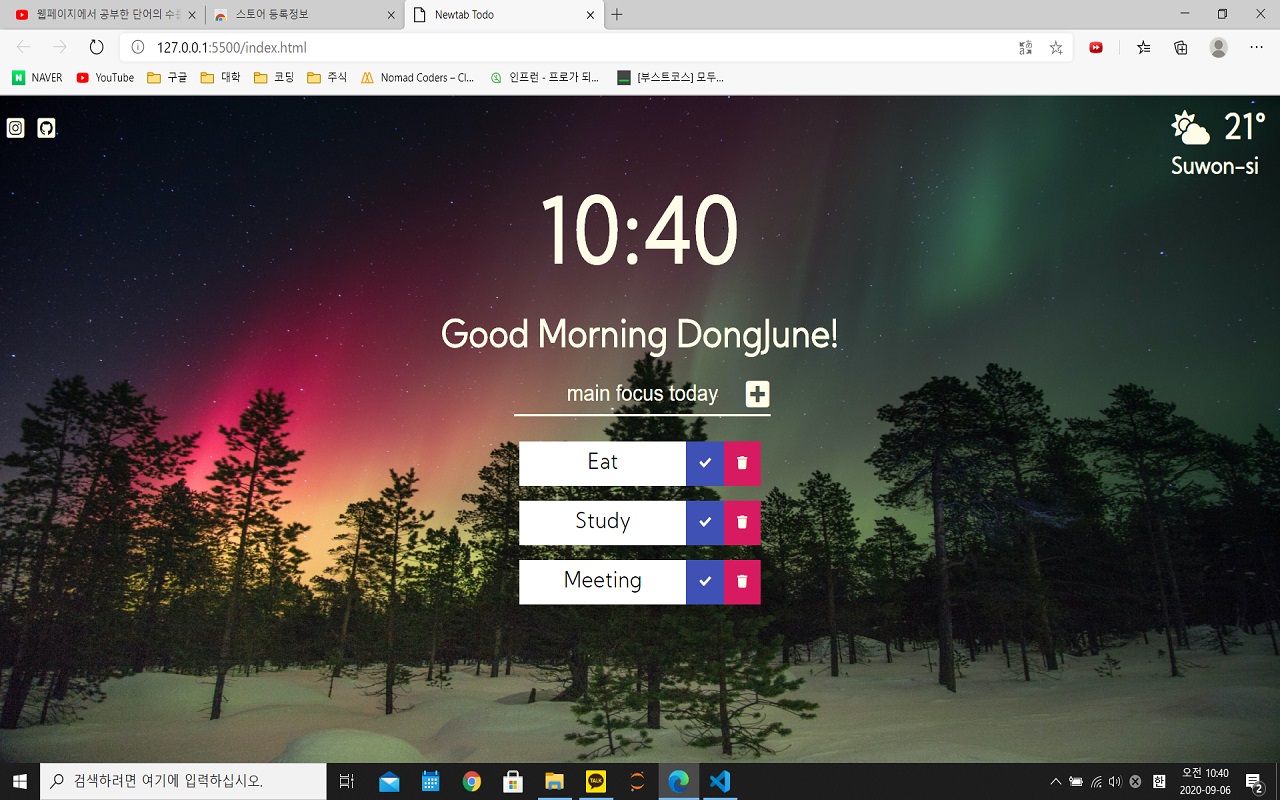 웹페이지에서 공부한 단어의 수를
스토어 등록정보
Newtab Todo
127.0.0.1:5500/index.html
NAVER
YouTube
구글
대학
코딩
주식
Nomad Coders – Cl...
인프런 - 프로가 되...
[부스트코스] 모두...
21°
Suwon-si
10:40
Good Morning DongJune!
main focus today
Eat
Study
Meeting
검색하려면 여기에 입력하십시오.
TALK
한
오전 10:40
2020-09-06
2